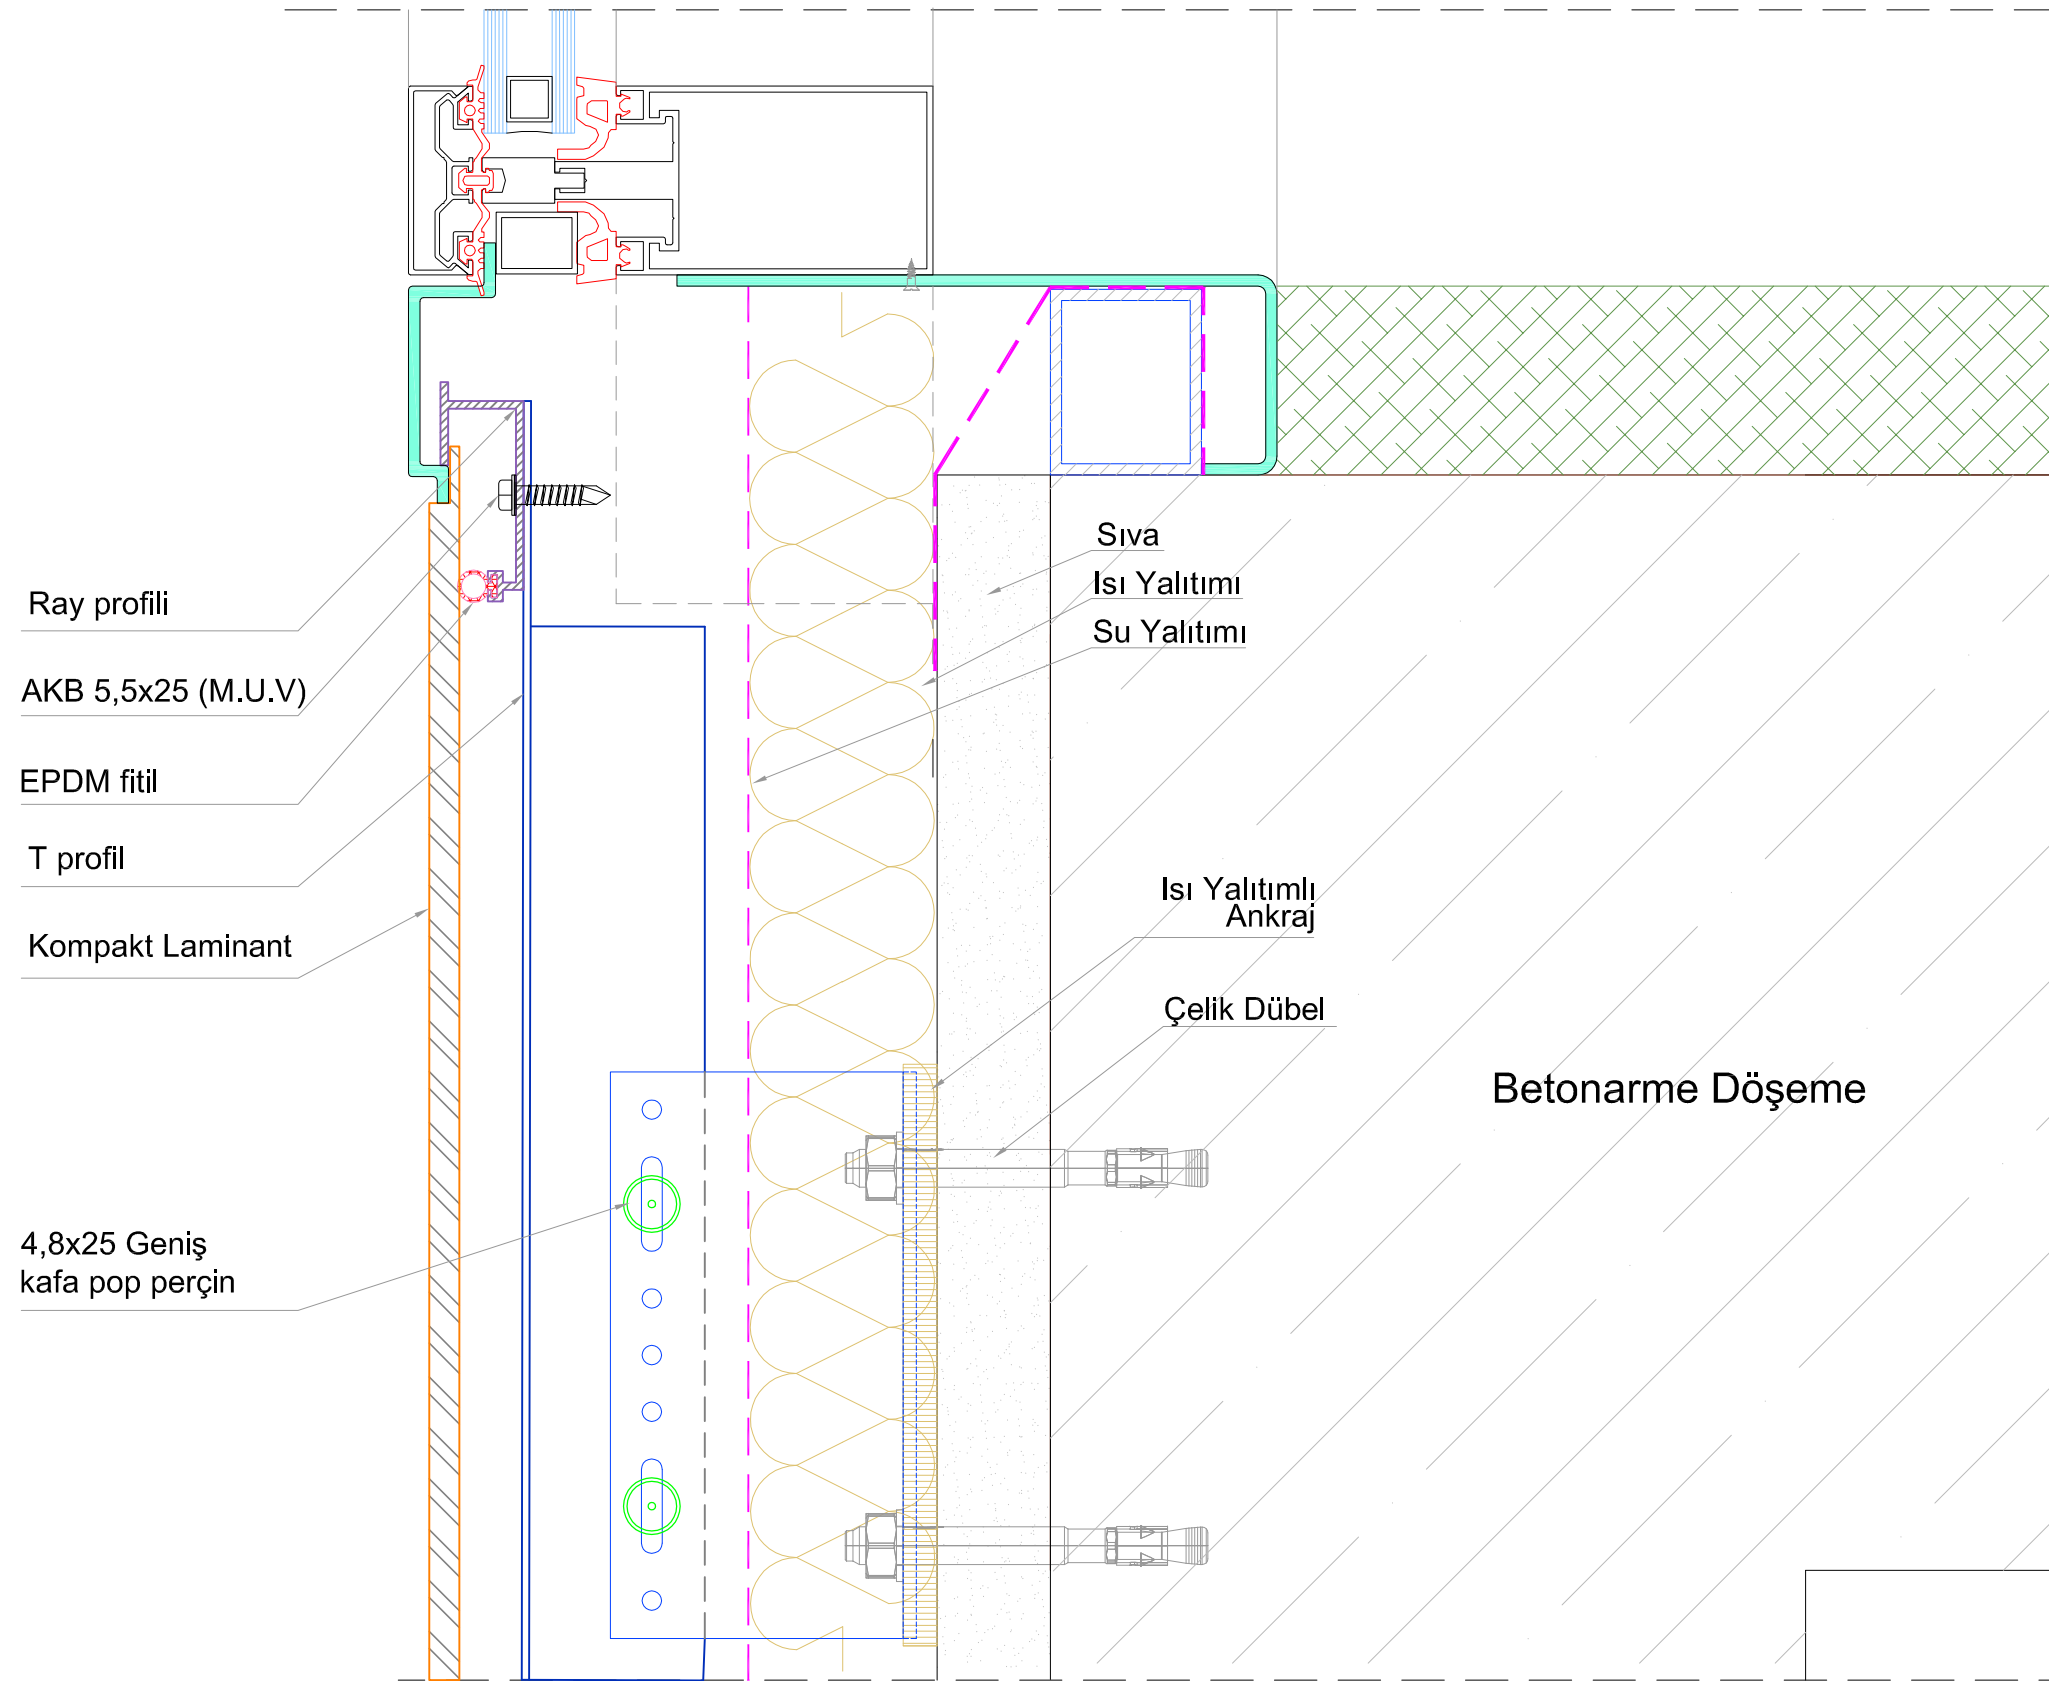 Sıva
Isı Yalıtımı
Su Yalıtımı
Ray profili
AKB 5,5x25 (M.U.V)
EPDM fitil
T profil
Kompakt Laminant
Isı Yalıtımlı
Ankraj
Çelik Dübel
Betonarme Döşeme
4,8x25 Geniş
kafa pop perçin